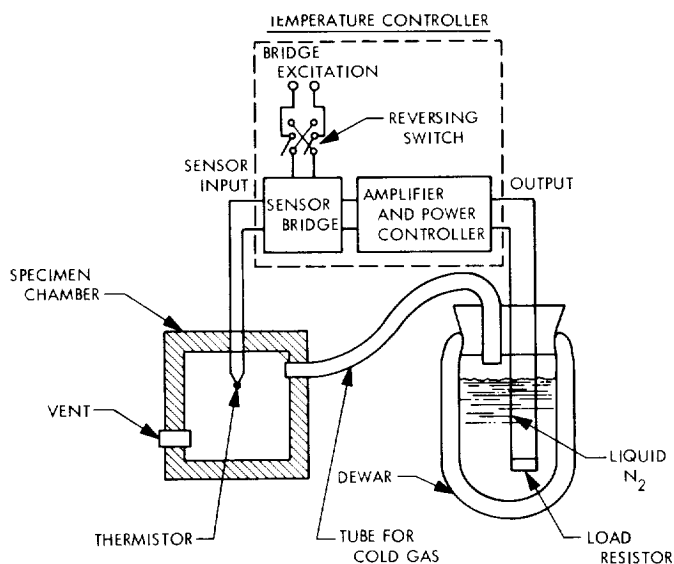 TEMPERATURE CONTROLLER
BRIDGE
EXCITATION
REVERSING
SWITCH
SENSOR
INPUT
SENSOR
BRIDGE
AMPLIFIER
AND POWER
CONTROLLER
OUTPUT
SPECIMEN
CHAMBER
VENT
THERMISTOR
TUBE FOR
COLD GAS
DEWAR
LIQUID
N2
LOAD
RESISTOR